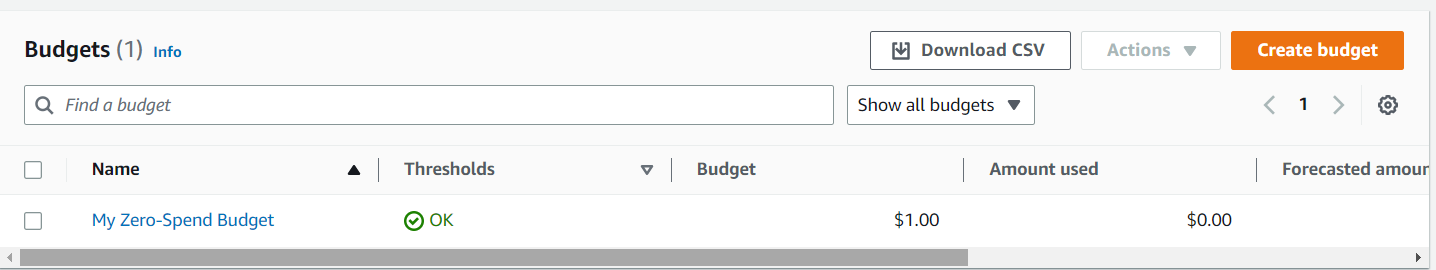 Budgets (1) Info
Download CSV
Actions
Create budget
Find a budget
Show all budgets
1
Name Thresholds Budget Amount used Forecasted amour
My Zero-Spend Budget OK $1.00 $0.00